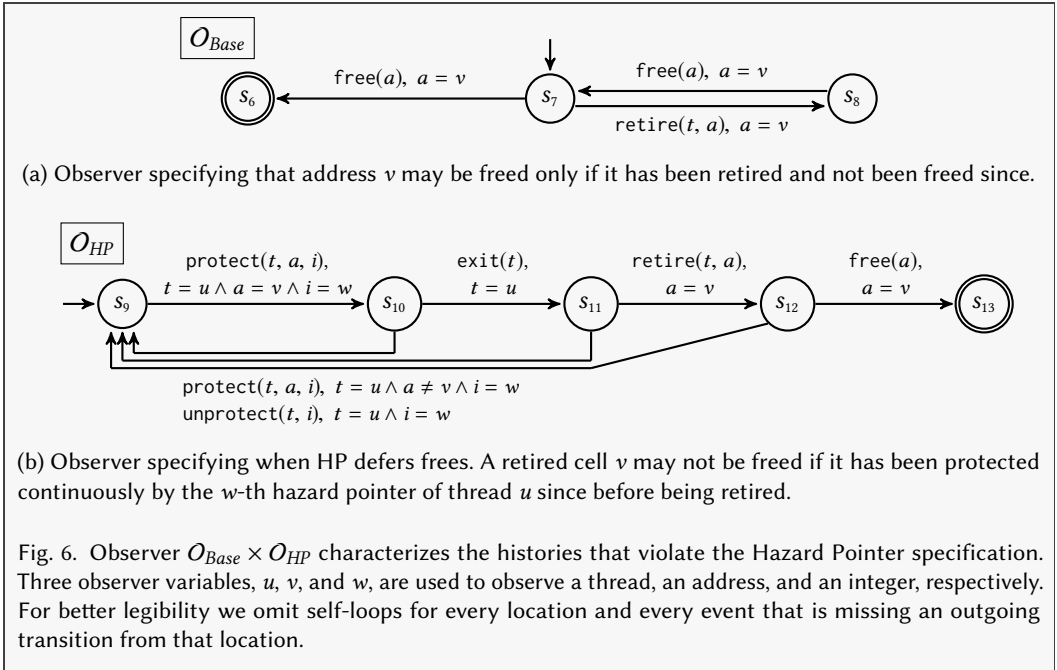 𝒪Base
free(a), a = v
free(a), a = v
s6
s7
s8
retire(t, a), a = v
(a) Observer specifying that address v may be freed only if it has been retired and not been freed since.
𝒪HP
protect(t, a, i),
t = u ∧ a = v ∧ i = w
exit(t),
t = u
retire(t, a),
a = v
free(a),
a = v
s9
s10
s11
s12
s13
protect(t, a, i), t = u ∧ a ≠ v ∧ i = w
unprotect(t, i), t = u ∧ i = w
(b) Observer specifying when HP defers frees. A retired cell v may not be freed if it has been protected
continuously by the w-th hazard pointer of thread u since before being retired.
Fig. 6. Observer 𝒪Base × 𝒪HP characterizes the histories that violate the Hazard Pointer specification.
Three observer variables, u, v, and w, are used to observe a thread, an address, and an integer, respectively.
For better legibility we omit self-loops for every location and every event that is missing an outgoing
transition from that location.